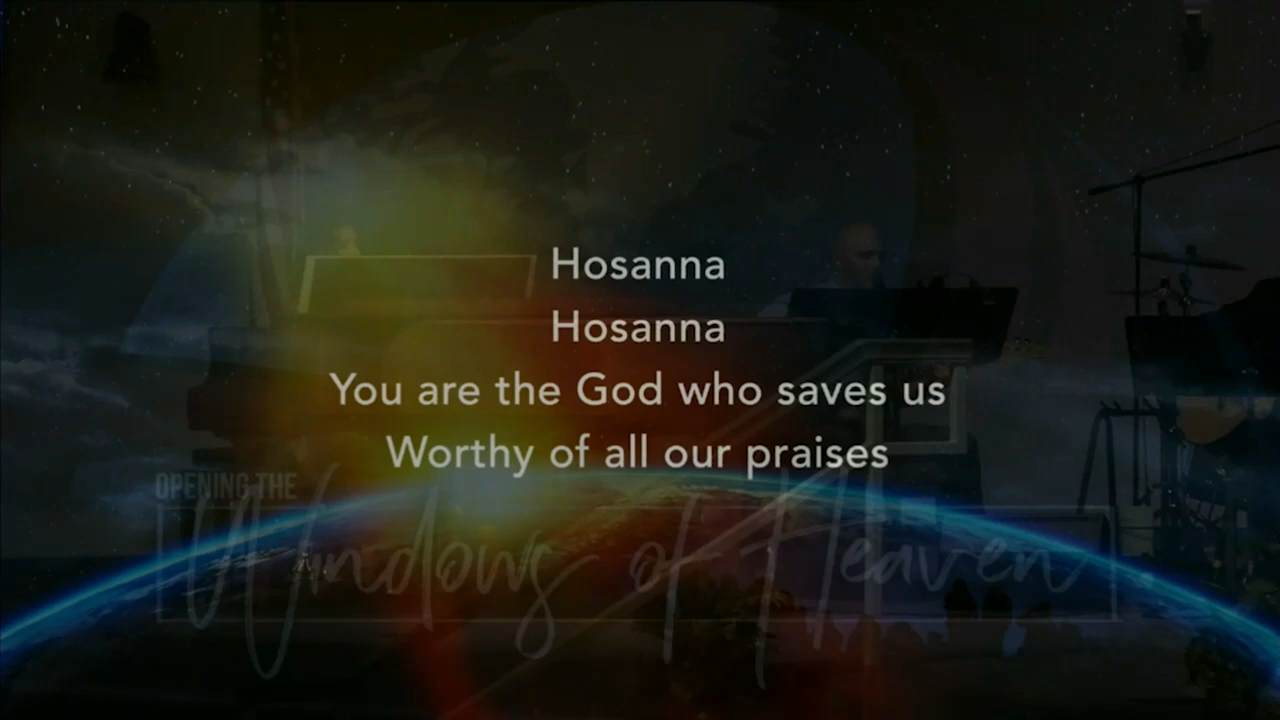 Hosanna
Hosanna
You are the God who saves us
Worthy of all our praises
OPENING THE
Windows of Heaven